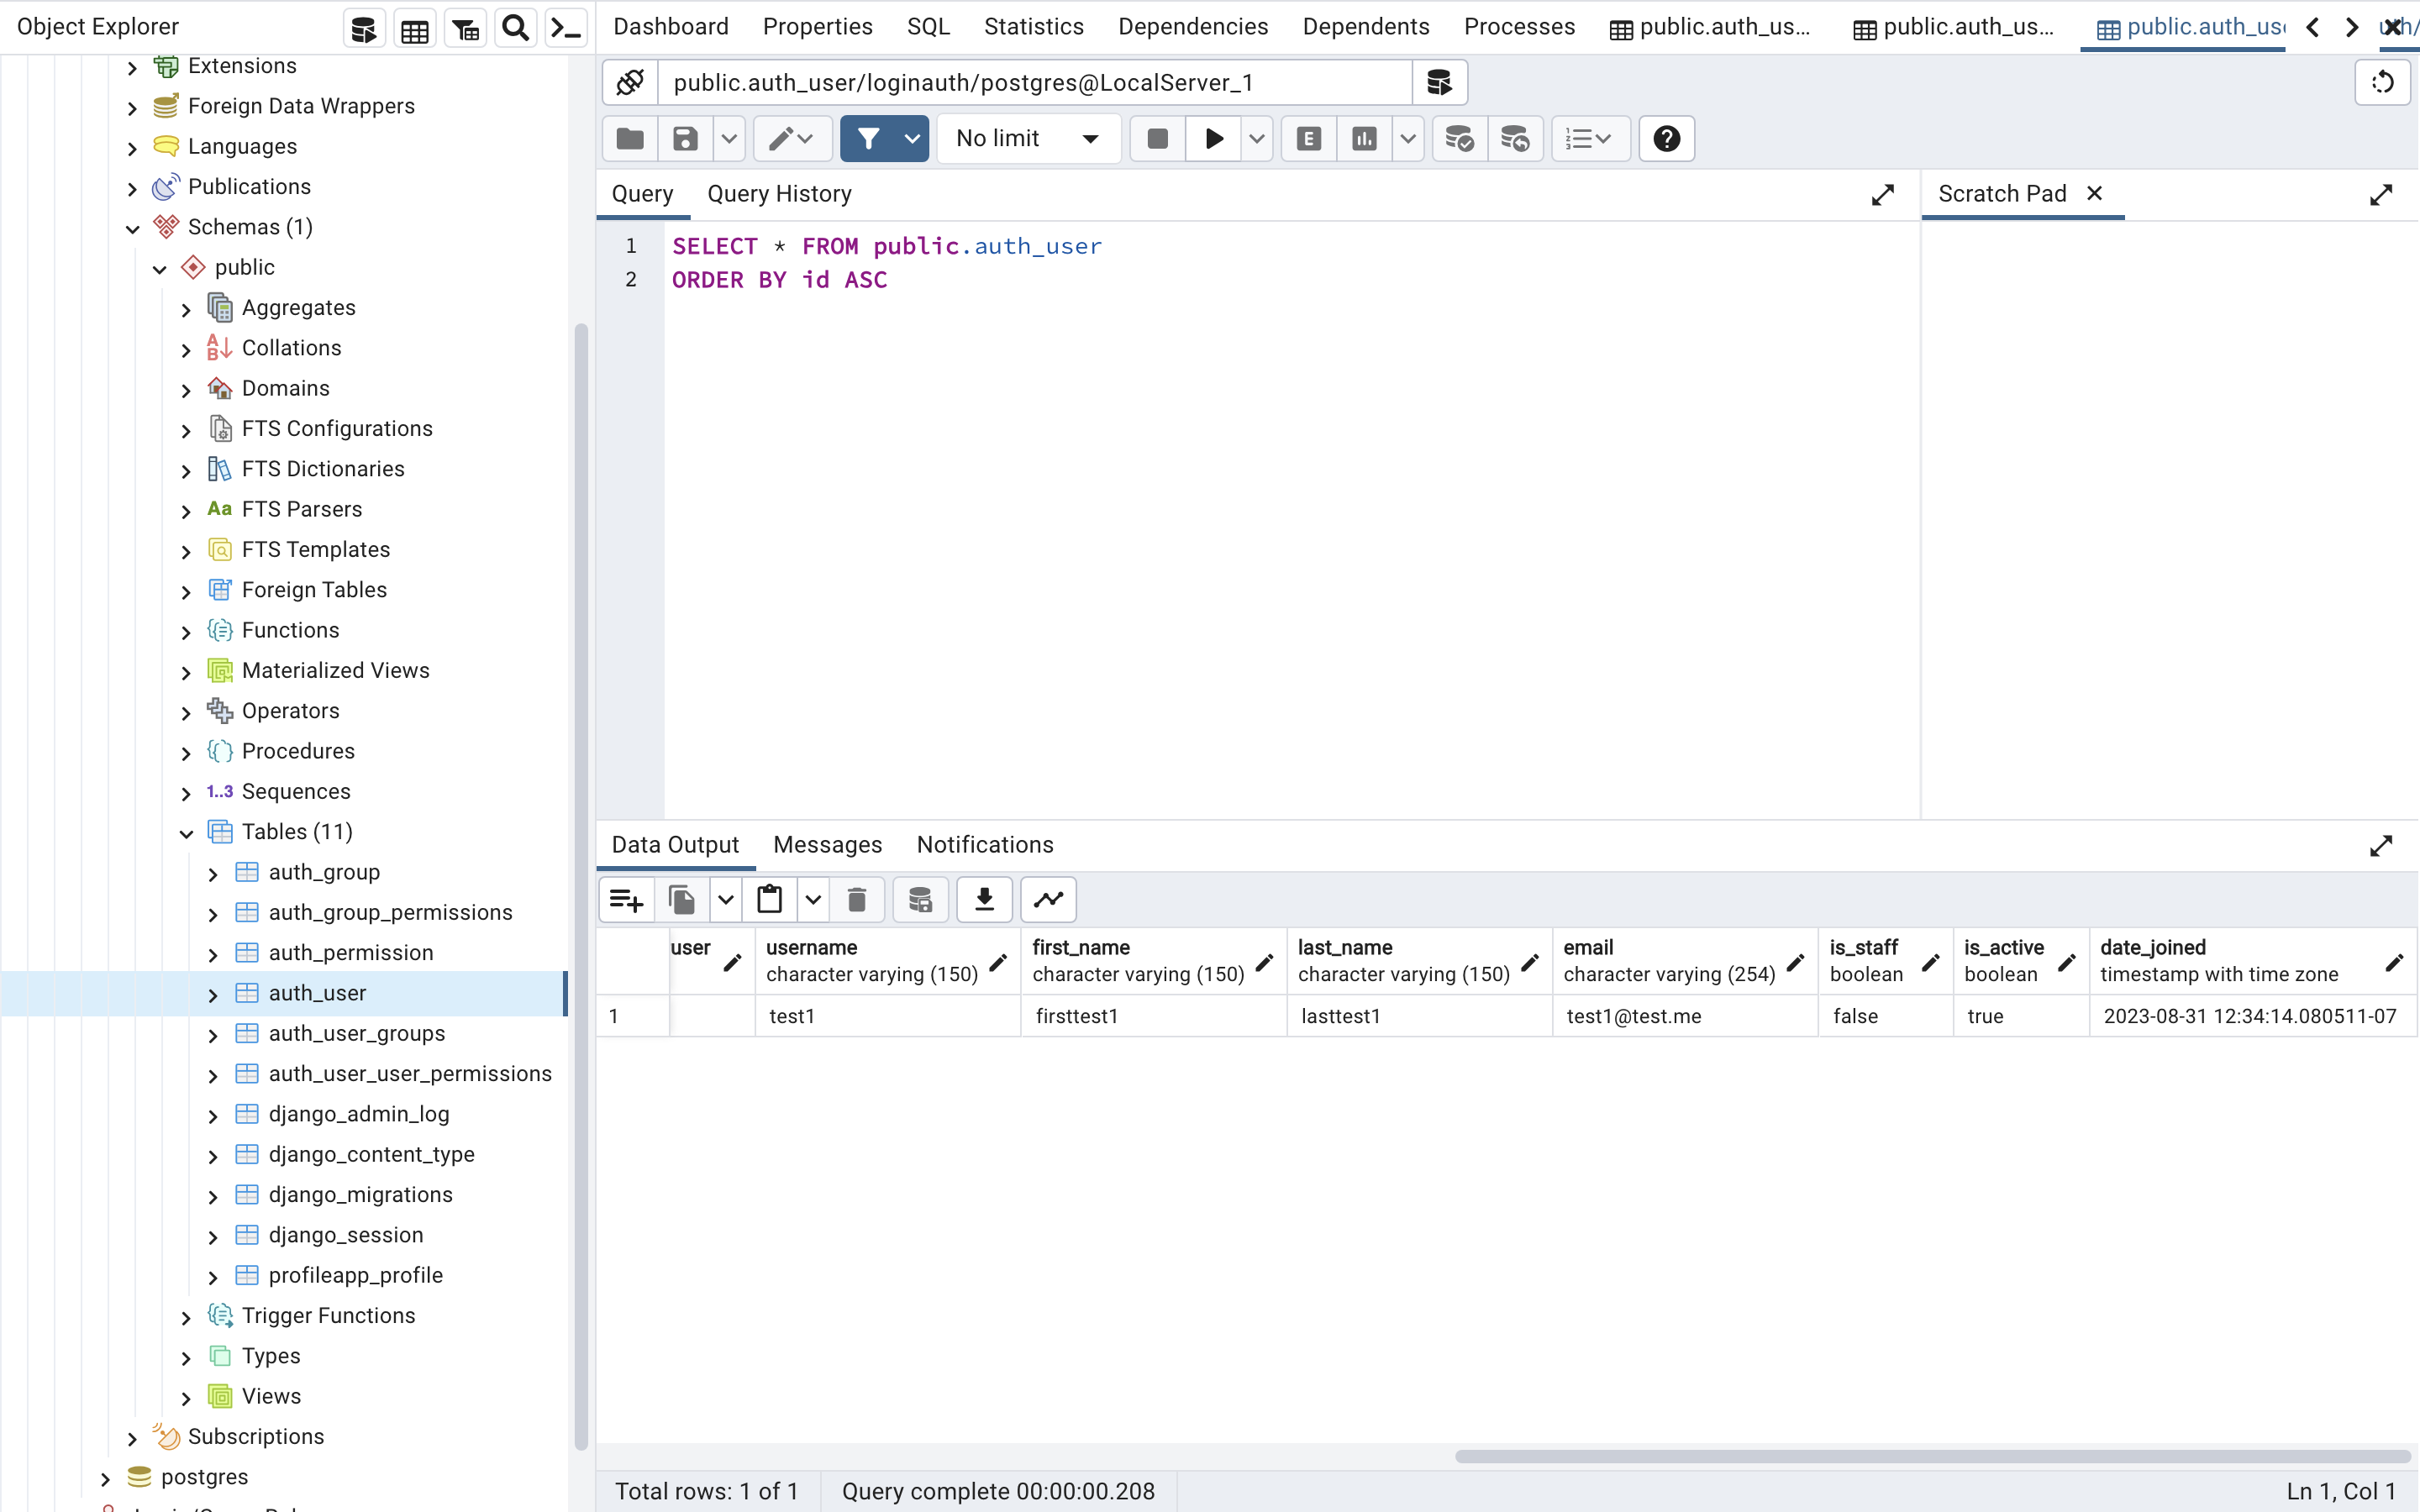 Object Explorer
Dashboard Properties SQL Statistics Dependencies Dependents Processes public.auth_us... public.auth_us... public.auth_us
Extensions
Foreign Data Wrappers
Languages
Publications
Schemas (1)
public
Aggregates
Collations
Domains
FTS Configurations
FTS Dictionaries
Aa FTS Parsers
FTS Templates
Foreign Tables
Functions
Materialized Views
Operators
Procedures
1..3 Sequences
Tables (11)
auth_group
auth_group_permissions
auth_permission
auth_user
auth_user_groups
auth_user_user_permissions
django_admin_log
django_content_type
django_migrations
django_session
profileapp_profile
Trigger Functions
Types
Views
Subscriptions
postgres
public.auth_user/loginauth/postgres@LocalServer_1
No limit E
Query Query History
Scratch Pad
1 SELECT * FROM public.auth_user
2 ORDER BY id ASC
Data Output Messages Notifications
user username first_name last_name email is_staff is_active date_joined
character varying (150) character varying (150) character varying (150) character varying (254) boolean boolean timestamp with time zone
1 test1 firsttest1 lasttest1 test1@test.me false true 2023-08-31 12:34:14.080511-07
Total rows: 1 of 1 Query complete 00:00:00.208 Ln 1, Col 1